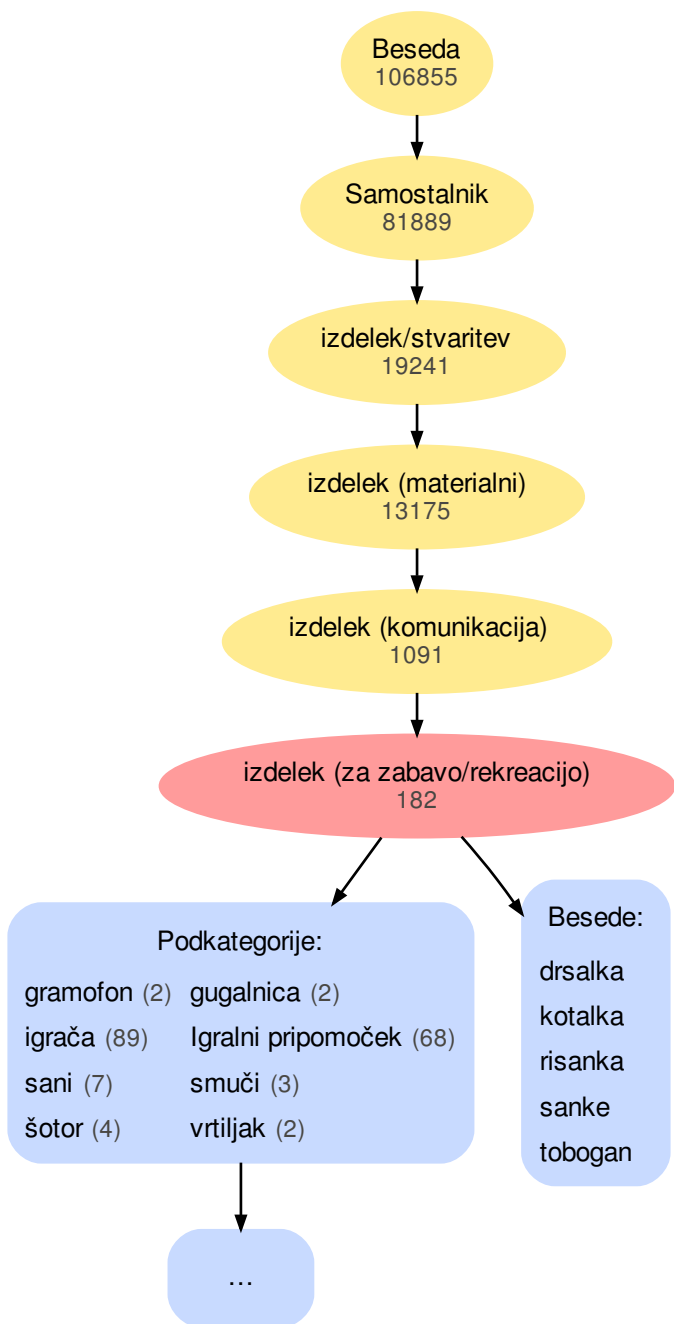 Beseda
106855
Samostalnik
81889
izdelek/stvaritev
19241
izdelek (materialni)
13175
izdelek (komunikacija)
1091
izdelek (za zabavo/rekreacijo)
182
Podkategorije:
gramofon (2) gugalnica (2)
igrača (89) Igralni pripomoček (68)
sani (7) smuči (3)
šotor (4) vrtiljak (2)
Besede:
drsalka
kotalka
risanka
sanke
tobogan
...